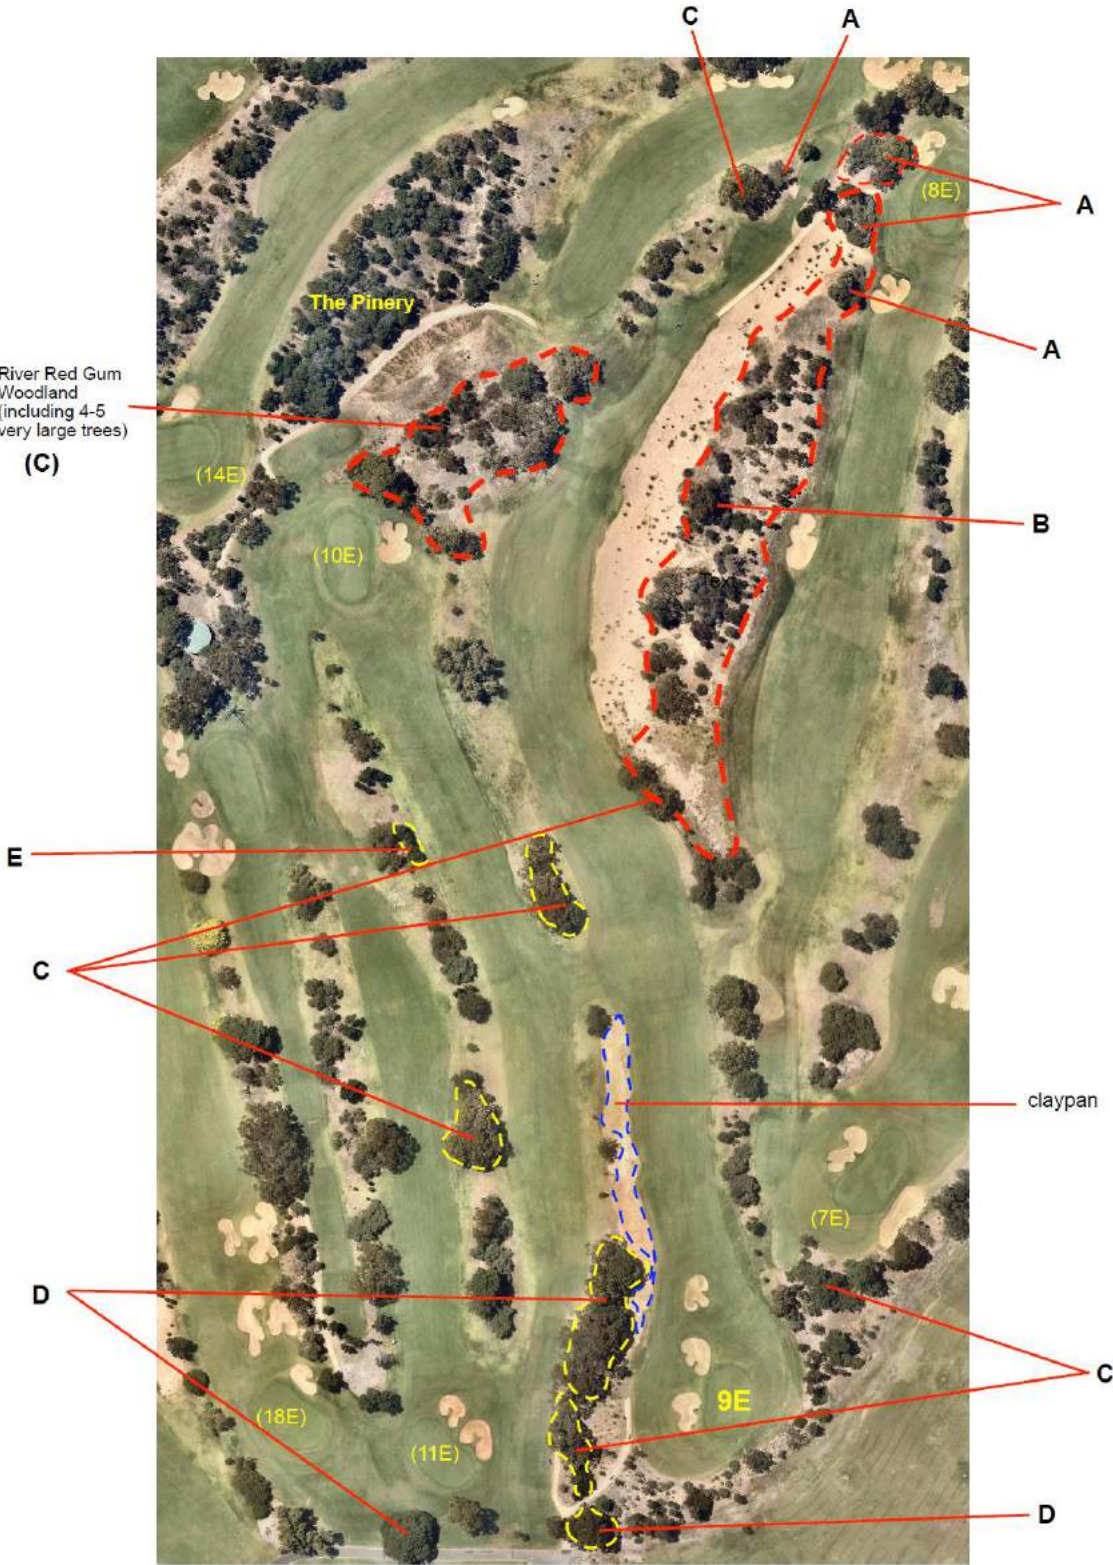 C
A
(8E)
A
The Pinery
A
River Red Gum
Woodland
(including 4-5
very large trees)
(C)
(14E)
B
(10E)
E
C
claypan
(7E)
D
C
9E
(18E)
(11E)
D